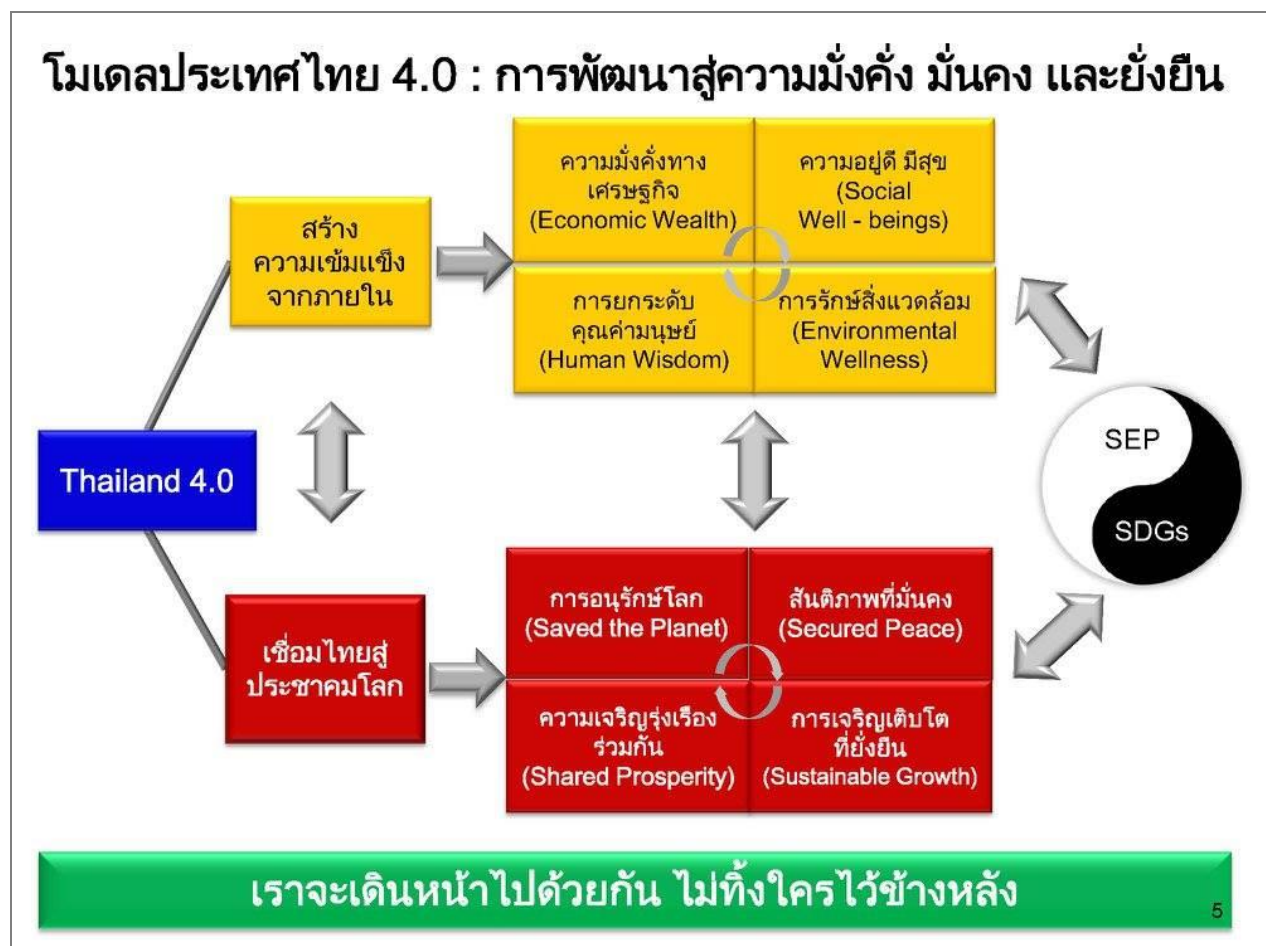 โมเดลประเทศไทย 4.0 : การพัฒนาสู่ความมั่งคั่ง มั่นคง และยั่งยืน
สร้าง
ความเข้มแข็ง
จากภายใน
ความมั่งคั่งทาง
เศรษฐกิจ
(Economic Wealth)
ความอยู่ดี มีสุข
(Social
Well - beings)
การยกระดับ
คุณค่ามนุษย์
(Human Wisdom)
การรักษ์สิ่งแวดล้อม
(Environmental
Wellness)
Thailand 4.0
SEP
SDGs
เชื่อมไทยสู่
ประชาคมโลก
การอนุรักษ์โลก
(Saved the Planet)
สันติภาพที่มั่นคง
(Secured Peace)
ความเจริญรุ่งเรือง
ร่วมกัน
(Shared Prosperity)
การเจริญเติบโต
ที่ยั่งยืน
(Sustainable Growth)
เราจะเดินหน้าไปด้วยกัน ไม่ทิ้งใครไว้ข้างหลัง
5